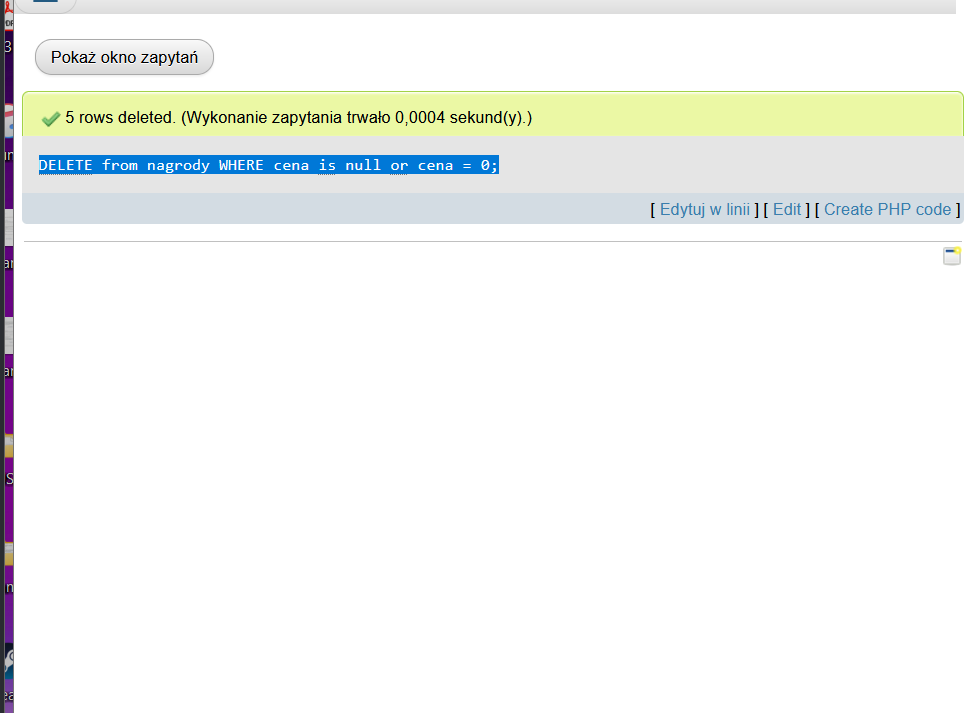 Pokaż okno zapytań
5 rows deleted. (Wykonanie zapytania trwało 0,0004 sekund(y).)
DELETE from nagrody WHERE cena is null or cena = 0;
[ Edytuj w linii ] [ Edit ] [ Create PHP code ]